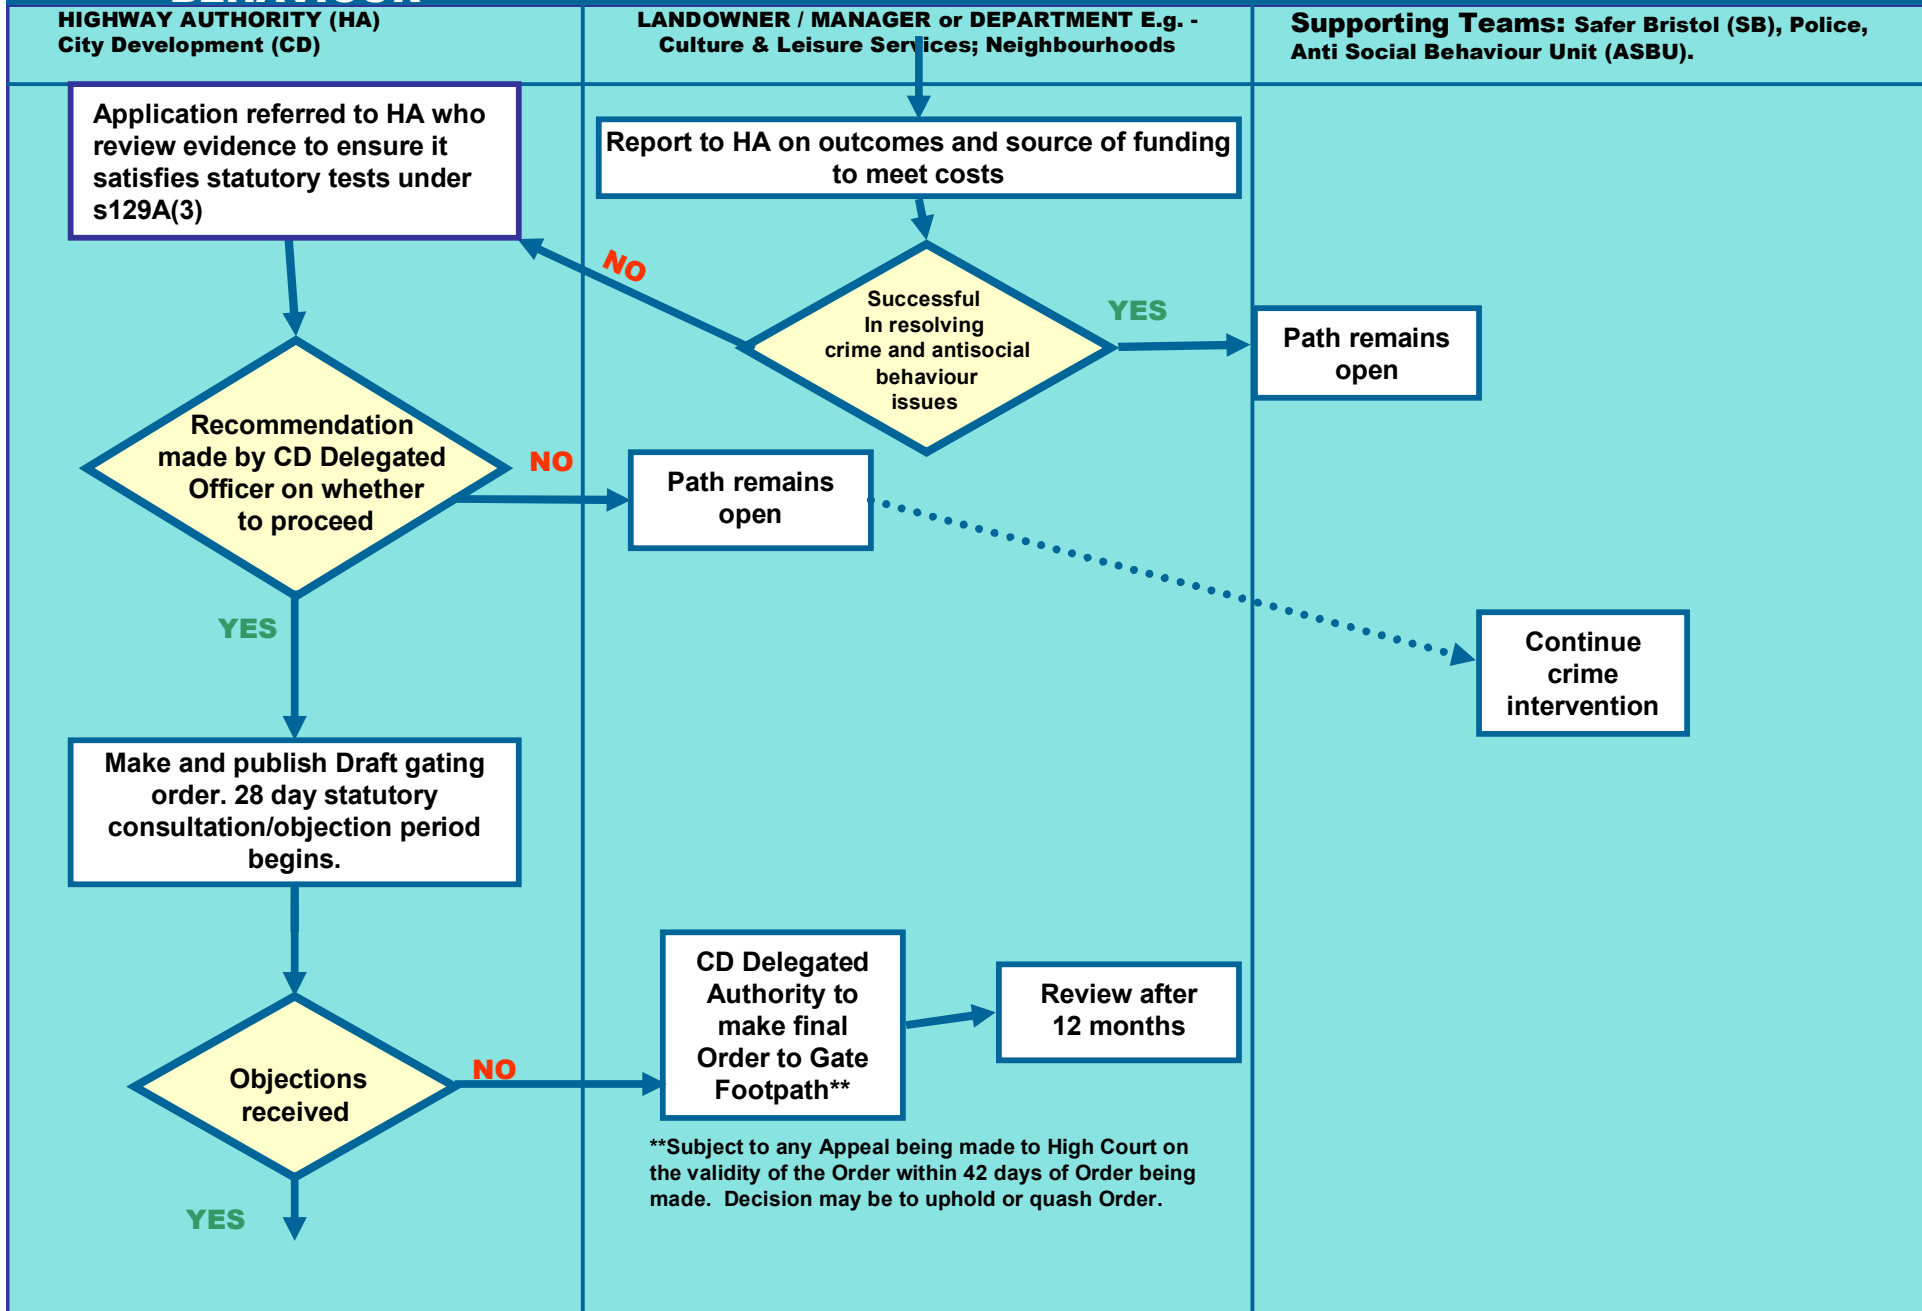 BEHAVIOUR
HIGHWAY AUTHORITY (HA)
City Development (CD)
LANDOWNER / MANAGER or DEPARTMENT E.g. -
Culture & Leisure Services; Neighbourhoods
Supporting Teams: Safer Bristol (SB), Police,
Anti Social Behaviour Unit (ASBU).
Application referred to HA who
review evidence to ensure it
satisfies statutory tests under
s129A(3)
Report to HA on outcomes and source of funding
to meet costs
NO
Successful
In resolving
crime and antisocial
behaviour
issues
YES
Path remains
open
Recommendation
made by CD Delegated
Officer on whether
to proceed
NO
Path remains
open
YES
Continue
crime
intervention
Make and publish Draft gating
order. 28 day statutory
consultation/objection period
begins.
Objections
received
NO
CD Delegated
Authority to
make final
Order to Gate
Footpath**
Review after
12 months
**Subject to any Appeal being made to High Court on
the validity of the Order within 42 days of Order being
made.  Decision may be to uphold or quash Order.
YES